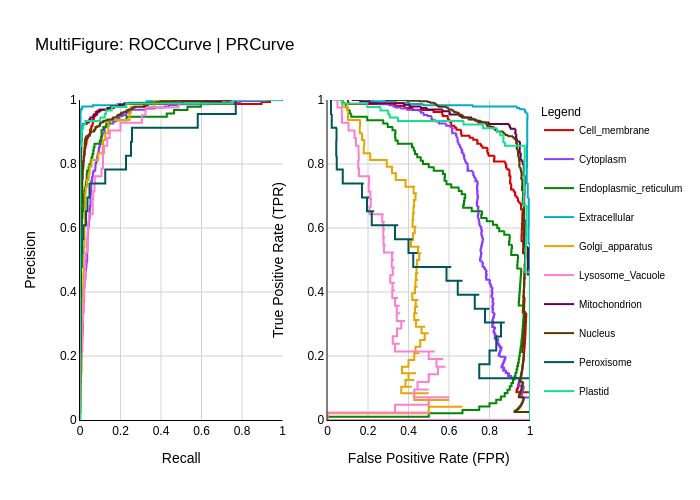 MultiFigure: ROCCurve | PRCurve
Legend
Cell_membrane
Cytoplasm
Endoplasmic_reticulum
Extracellular
Golgi_apparatus
Lysosome_Vacuole
Mitochondrion
Nucleus
Peroxisome
Plastid
Precision
1
0.8
0.6
0.4
0.2
0
0 0.2 0.4 0.6 0.8 1
Recall
True Positive Rate (TPR)
1
0.8
0.6
0.4
0.2
0
0 0.2 0.4 0.6 0.8 1
False Positive Rate (FPR)